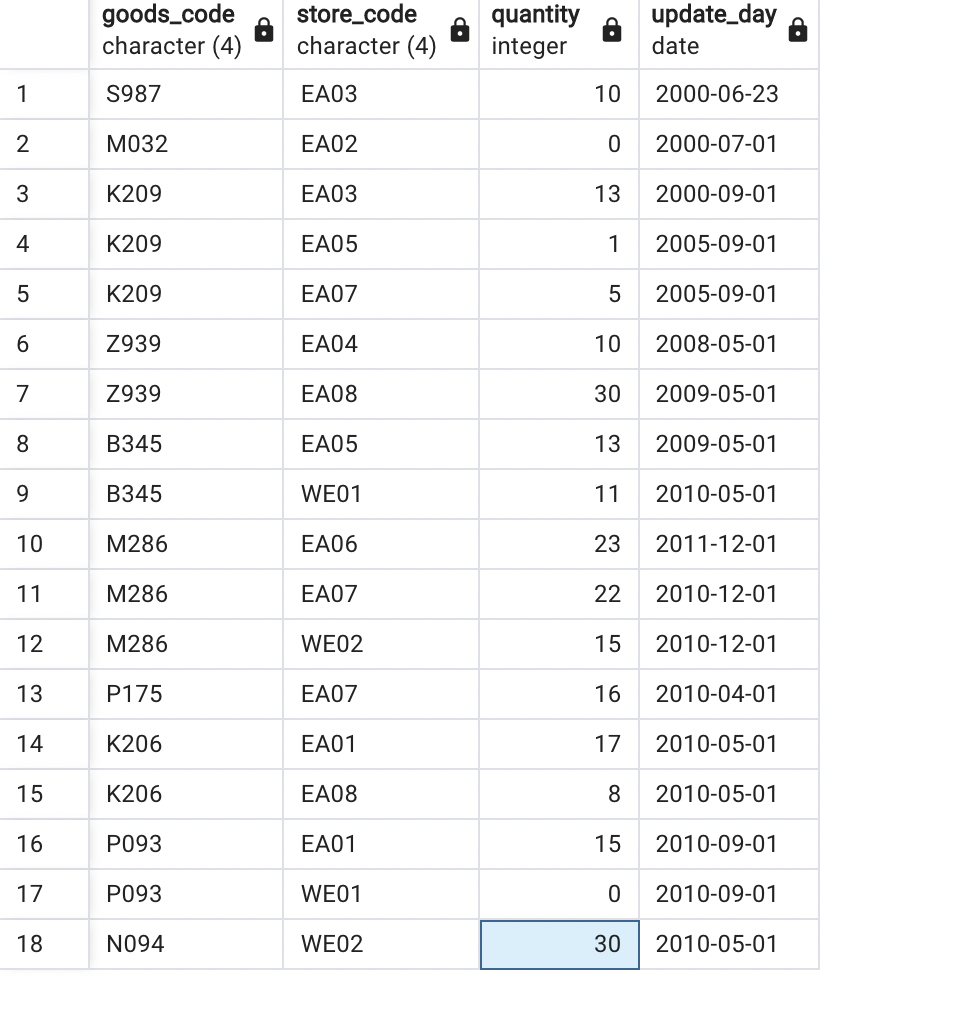 goods_code store_code quantity update_day
character (4) character (4) integer date
1 S987 EA03 10 2000-06-23
2 M032 EA02 0 2000-07-01
3 K209 EA03 13 2000-09-01
4 K209 EA05 1 2005-09-01
5 K209 EA07 5 2005-09-01
6 Z939 EA04 10 2008-05-01
7 Z939 EA08 30 2009-05-01
8 B345 EA05 13 2009-05-01
9 B345 WE01 11 2010-05-01
10 M286 EA06 23 2011-12-01
11 M286 EA07 22 2010-12-01
12 M286 WE02 15 2010-12-01
13 P175 EA07 16 2010-04-01
14 K206 EA01 17 2010-05-01
15 K206 EA08 8 2010-05-01
16 P093 EA01 15 2010-09-01
17 P093 WE01 0 2010-09-01
18 N094 WE02 30 2010-05-01